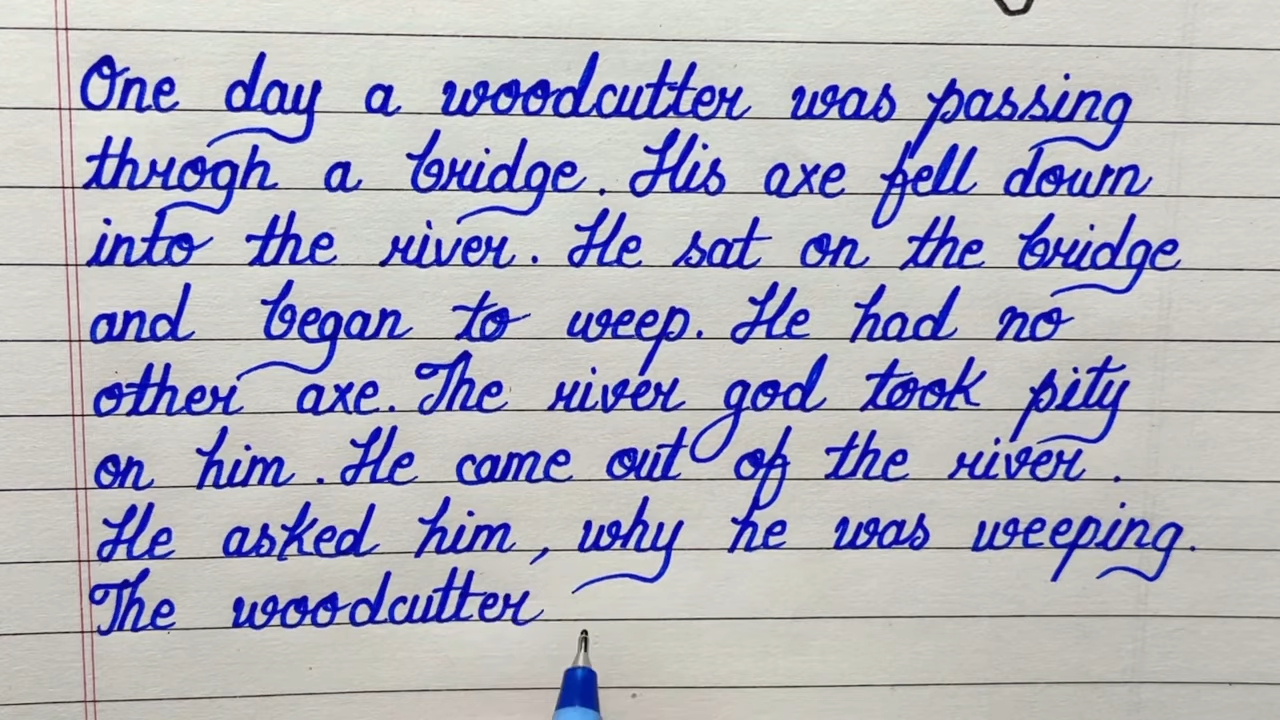 One day a woodcutter was passing
throgh a bridge. His axe fell down
into the river. He sat on the bridge
and began to weep. He had no
other axe. The river god took pity
on him. He came out of the river.
He asked him, why he was weeping.
The woodcutter